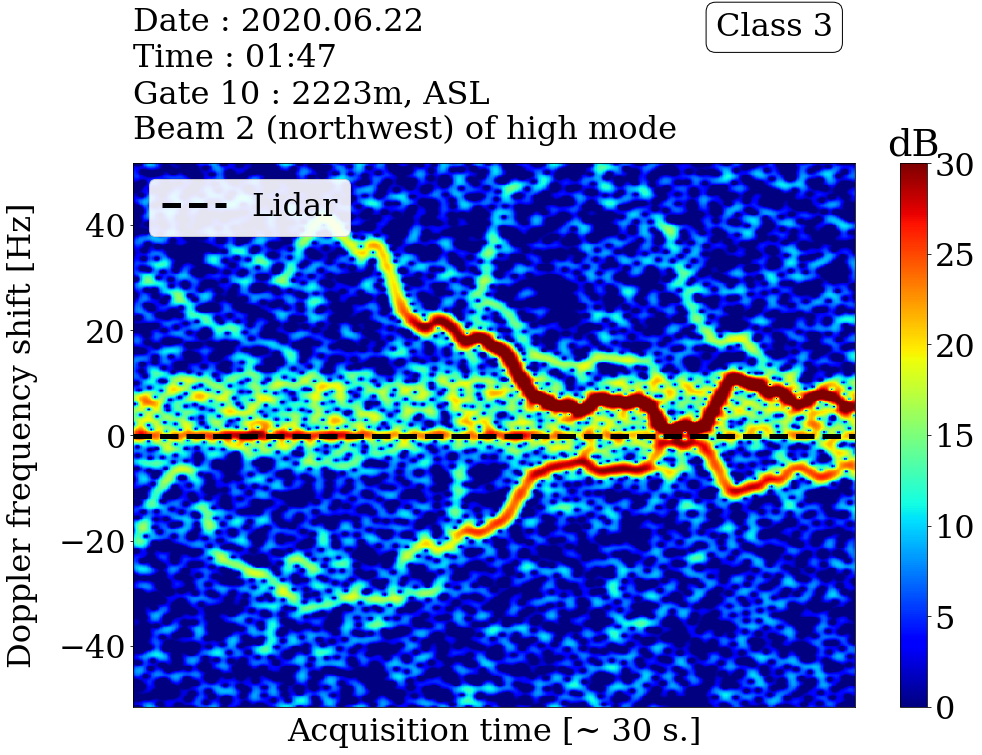 Date : 2020.06.22
Time : 01:47
Gate 10 : 2223m, ASL
Beam 2 (northwest) of high mode
Class 3
dB
Lidar
Doppler frequency shift [Hz]
40
20
0
−20
−40
Acquisition time [~ 30 s.]
30
25
20
15
10
5
0